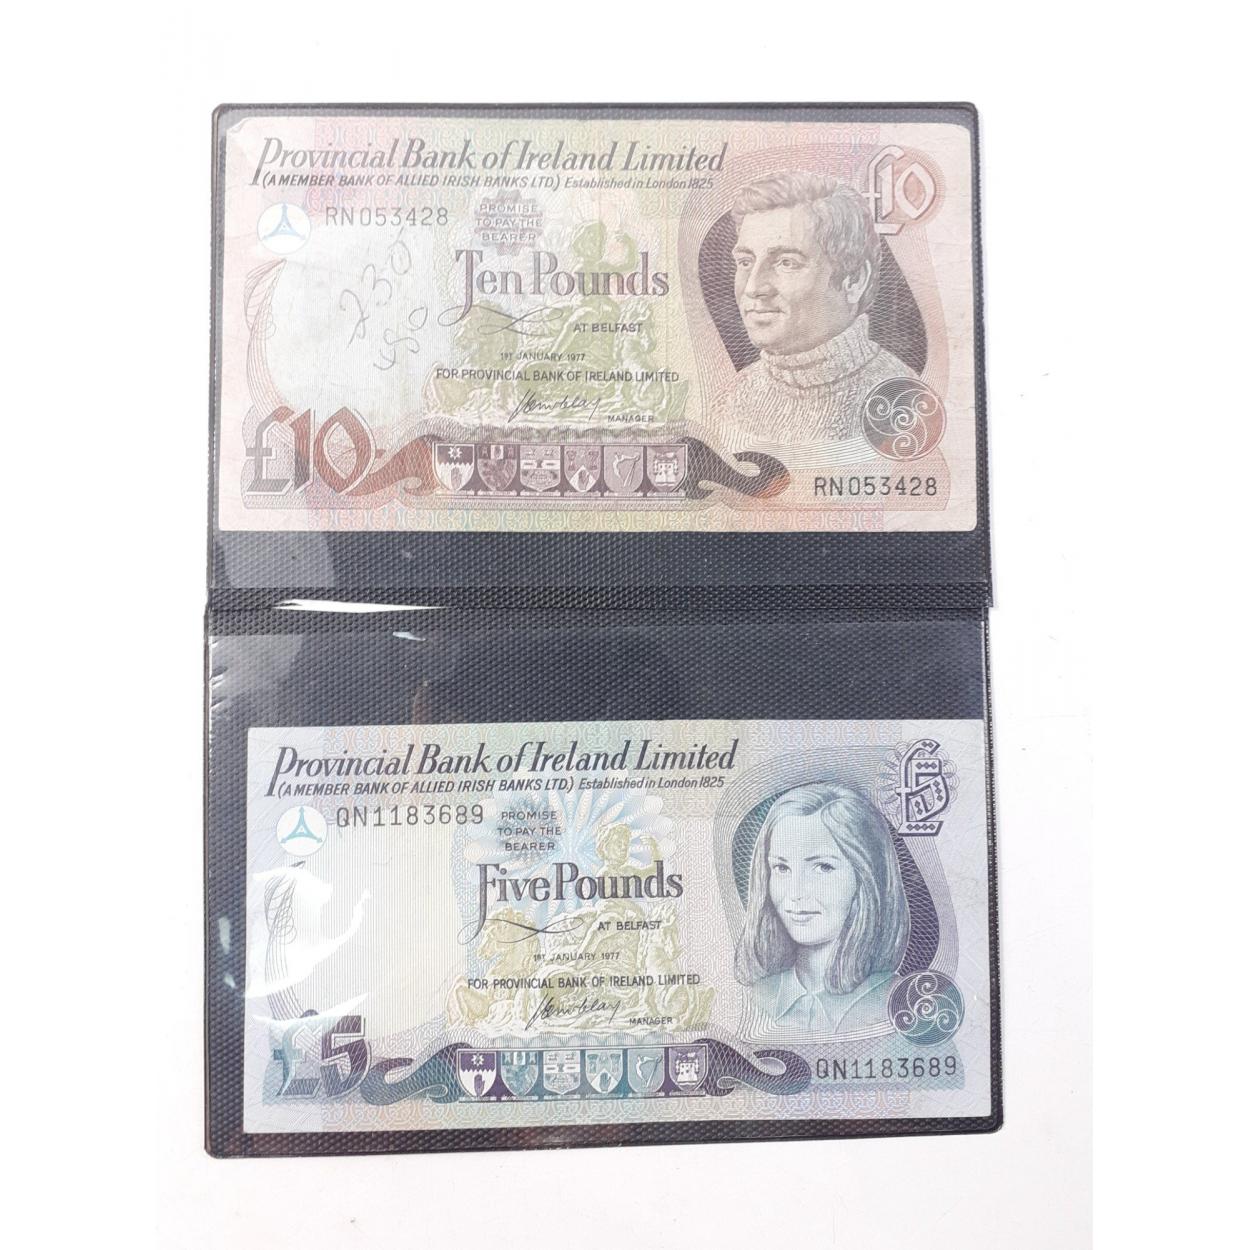 Provincial Bank of Ireland Limited
(A MEMBER BANK OF ALLIED IRISH BANKS LTD.) Established in London 1825
£10
RN053428
PROMISE
TO PAY THE
BEARER
Ten Pounds
AT BELFAST
1ST JANUARY 1977
FOR PROVINCIAL BANK OF IRELAND LIMITED
MANAGER
£10
RN053428
Provincial Bank of Ireland Limited
(A MEMBER BANK OF ALLIED IRISH BANKS LTD.) Established in London 1825
£5
QN1183689
PROMISE
TO PAY THE
BEARER
Five Pounds
AT BELFAST
1ST JANUARY 1977
FOR PROVINCIAL BANK OF IRELAND LIMITED
MANAGER
£5
QN1183689